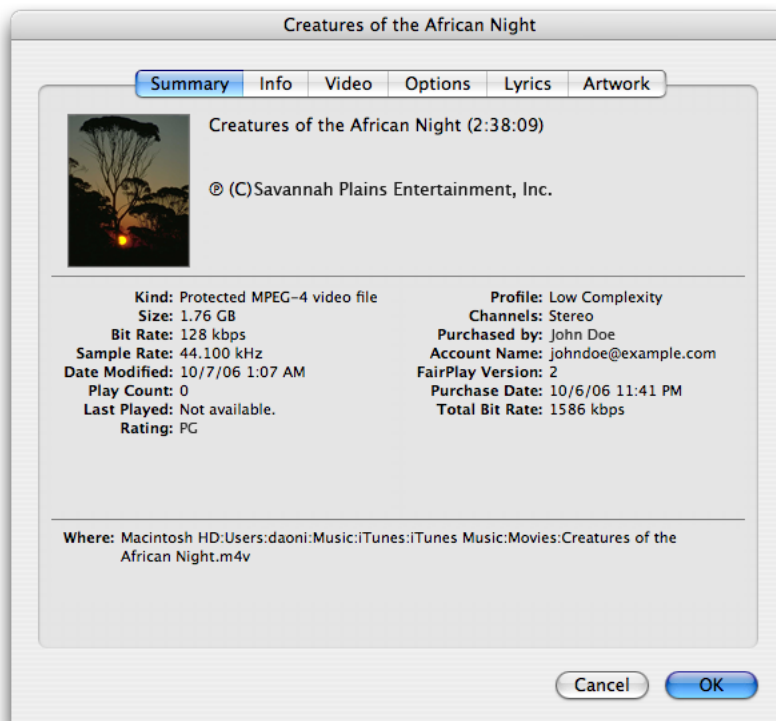 Creatures of the African Night
Summary Info Video Options Lyrics Artwork
Creatures of the African Night (2:38:09)
℗ (C)Savannah Plains Entertainment, Inc.
Kind: Protected MPEG-4 video file
Size: 1.76 GB
Bit Rate: 128 kbps
Sample Rate: 44.100 kHz
Date Modified: 10/7/06 1:07 AM
Play Count: 0
Last Played: Not available.
Rating: PG
Profile: Low Complexity
Channels: Stereo
Purchased by: John Doe
Account Name: johndoe@example.com
FairPlay Version: 2
Purchase Date: 10/6/06 11:41 PM
Total Bit Rate: 1586 kbps
Where: Macintosh HD:Users:daoni:Music:iTunes:iTunes Music:Movies:Creatures of the
African Night.m4v
Cancel OK